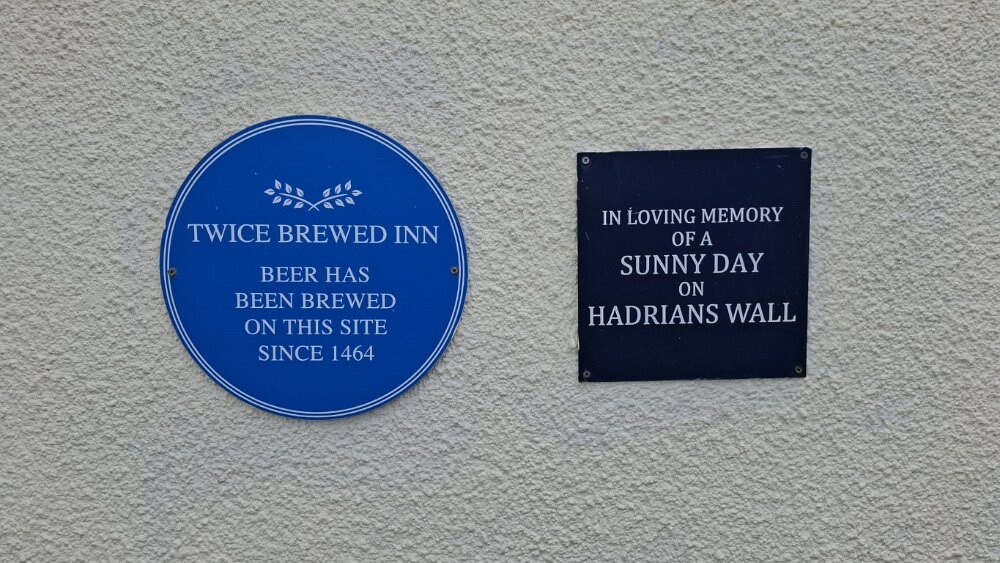 TWICE BREWED INN
BEER HAS
BEEN BREWED
ON THIS SITE
SINCE 1464
IN LOVING MEMORY
OF A
SUNNY DAY
ON
HADRIANS WALL